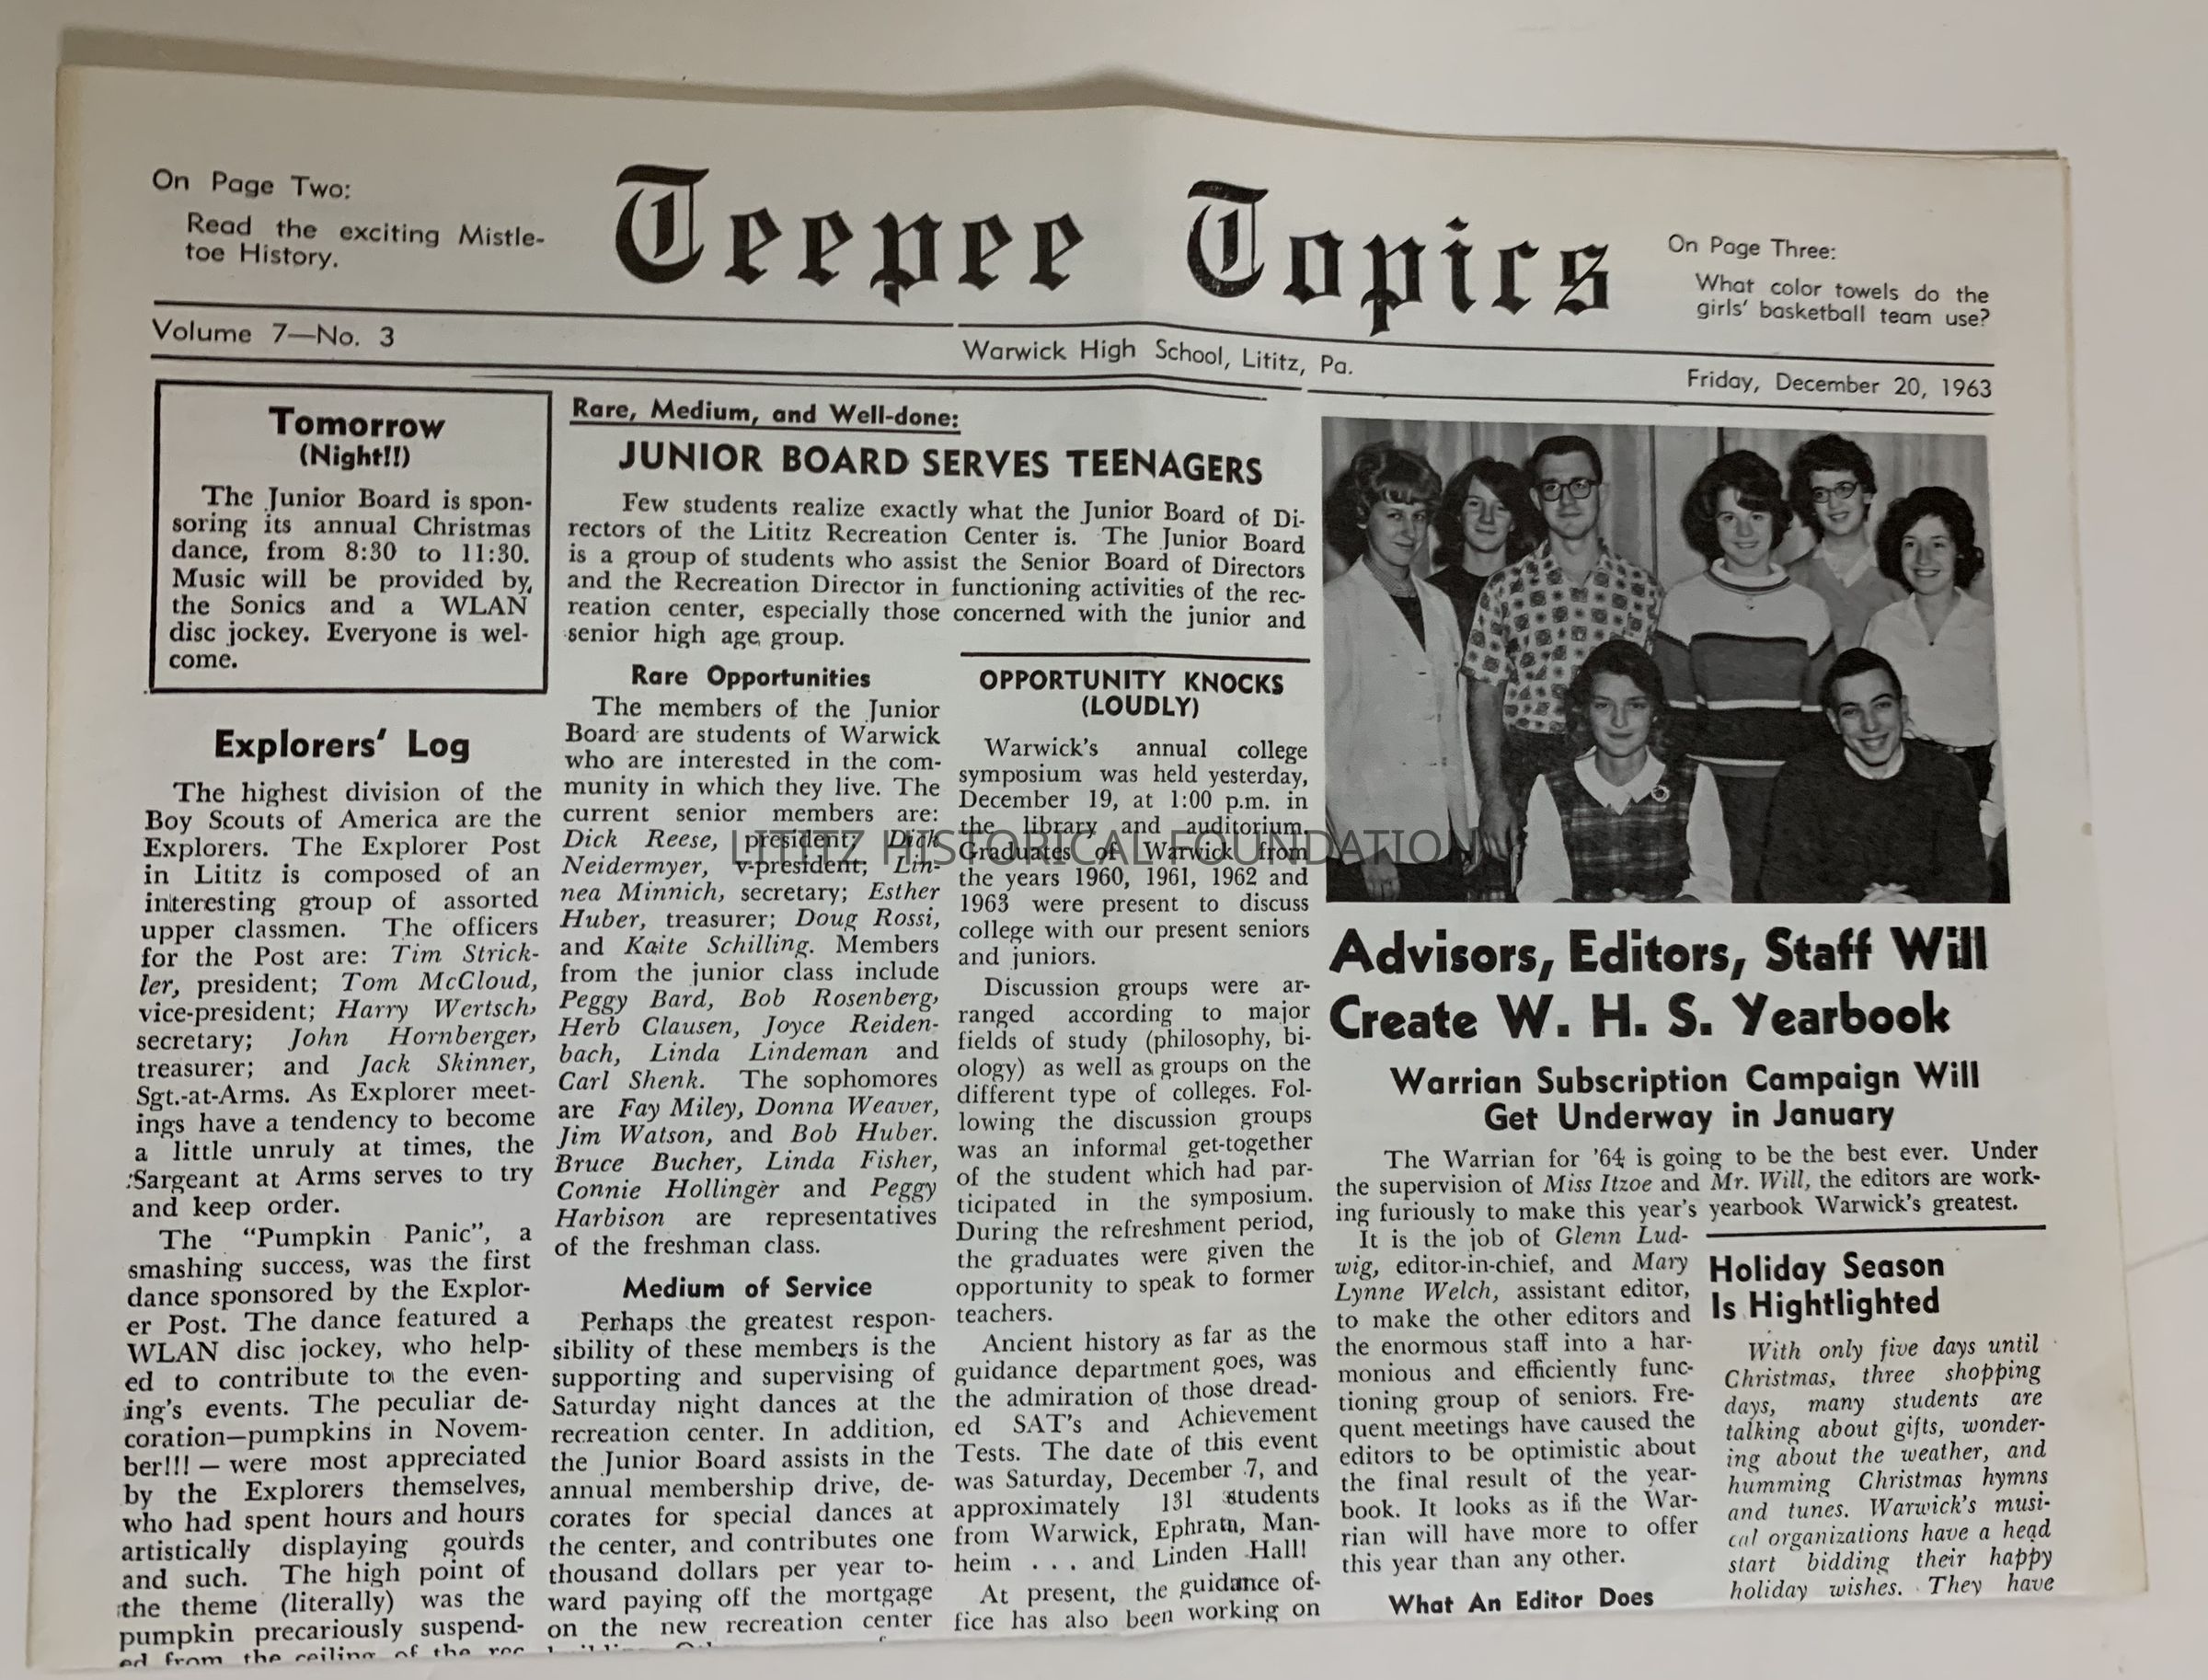 On Page Two:
Read the exciting Mistle-
toe History.
Teepee Topics
On Page Three:
What color towels do the
girls' basketball team use?
Volume 7—No. 3
Warwick High School, Lititz, Pa.
Friday, December 20, 1963
Tomorrow
(Night!!)
The Junior Board is spon-
soring its annual Christmas
dance, from 8:30 to 11:30.
Music will be provided by
the Sonics and a WLAN
disc jockey. Everyone is wel-
come.
Explorers' Log
The highest division of the
Boy Scouts of America are the
Explorers. The Explorer Post
in Lititz is composed of an
interesting group of assorted
upper classmen. The officers
for the Post are: Tim Strick-
ler, president; Tom McCloud,
vice-president; Harry Wertsch,
secretary; John Hornberger,
treasurer; and Jack Skinner,
Sgt.-at-Arms. As Explorer meet-
ings have a tendency to become
a little unruly at times, the
Sargeant at Arms serves to try
and keep order.
The "Pumpkin Panic", a
smashing success, was the first
dance sponsored by the Explor-
er Post. The dance featured a
WLAN disc jockey, who help-
ed to contribute to the even-
ing's events. The peculiar de-
coration—pumpkins in Novem-
ber!!! — were most appreciated
by the Explorers themselves,
who had spent hours and hours
artistically displaying gourds
and such. The high point of
the theme (literally) was the
pumpkin precariously suspend-
ed from the ceiling of the rec
Rare, Medium, and Well-done:
JUNIOR BOARD SERVES TEENAGERS
Few students realize exactly what the Junior Board of Di-
rectors of the Lititz Recreation Center is. The Junior Board
is a group of students who assist the Senior Board of Directors
and the Recreation Director in functioning activities of the rec-
reation center, especially those concerned with the junior and
senior high age group.
Rare Opportunities
The members of the Junior
Board are students of Warwick
who are interested in the com-
munity in which they live. The
current senior members are:
Dick Reese, president; Dick
Neidermyer, v-president; Lin-
nea Minnich, secretary; Esther
Huber, treasurer; Doug Rossi,
and Kaite Schilling. Members
from the junior class include
Peggy Bard, Bob Rosenberg,
Herb Clausen, Joyce Reiden-
bach, Linda Lindeman and
Carl Shenk. The sophomores
are Fay Miley, Donna Weaver,
Jim Watson, and Bob Huber.
Bruce Bucher, Linda Fisher,
Connie Hollinger and Peggy
Harbison are representatives
of the freshman class.
Medium of Service
Perhaps the greatest respon-
sibility of these members is the
supporting and supervising of
Saturday night dances at the
recreation center. In addition,
the Junior Board assists in the
annual membership drive, de-
corates for special dances at
the center, and contributes one
thousand dollars per year to-
ward paying off the mortgage
on the new recreation center
OPPORTUNITY KNOCKS
(LOUDLY)
Warwick's annual college
symposium was held yesterday,
December 19, at 1:00 p.m. in
the library and auditorium.
Graduates of Warwick from
the years 1960, 1961, 1962 and
1963 were present to discuss
college with our present seniors
and juniors.
Discussion groups were ar-
ranged according to major
fields of study (philosophy, bi-
ology) as well as groups on the
different type of colleges. Fol-
lowing the discussion groups
was an informal get-together
of the student which had par-
ticipated in the symposium.
During the refreshment period,
the graduates were given the
opportunity to speak to former
teachers.
Ancient history as far as the
guidance department goes, was
the admiration of those dread-
ed SAT's and Achievement
Tests. The date of this event
was Saturday, December 7, and
approximately 131 students
from Warwick, Ephrata, Man-
heim . . . and Linden Hall!
At present, the guidance of-
fice has also been working on
Advisors, Editors, Staff Will
Create W. H. S. Yearbook
Warrian Subscription Campaign Will
Get Underway in January
The Warrian for '64 is going to be the best ever. Under
the supervision of Miss Itzoe and Mr. Will, the editors are work-
ing furiously to make this year's yearbook Warwick's greatest.
It is the job of Glenn Lud-
wig, editor-in-chief, and Mary
Lynne Welch, assistant editor,
to make the other editors and
the enormous staff into a har-
monious and efficiently func-
tioning group of seniors. Fre-
quent meetings have caused the
editors to be optimistic about
the final result of the year-
book. It looks as if the War-
rian will have more to offer
this year than any other.
What An Editor Does
Holiday Season
Is Hightlighted
With only five days until
Christmas, three shopping
days, many students are
talking about gifts, wonder-
ing about the weather, and
humming Christmas hymns
and tunes. Warwick's musi-
cal organizations have a head
start bidding their happy
holiday wishes. They have
LITITZ HISTORICAL FOUNDATION